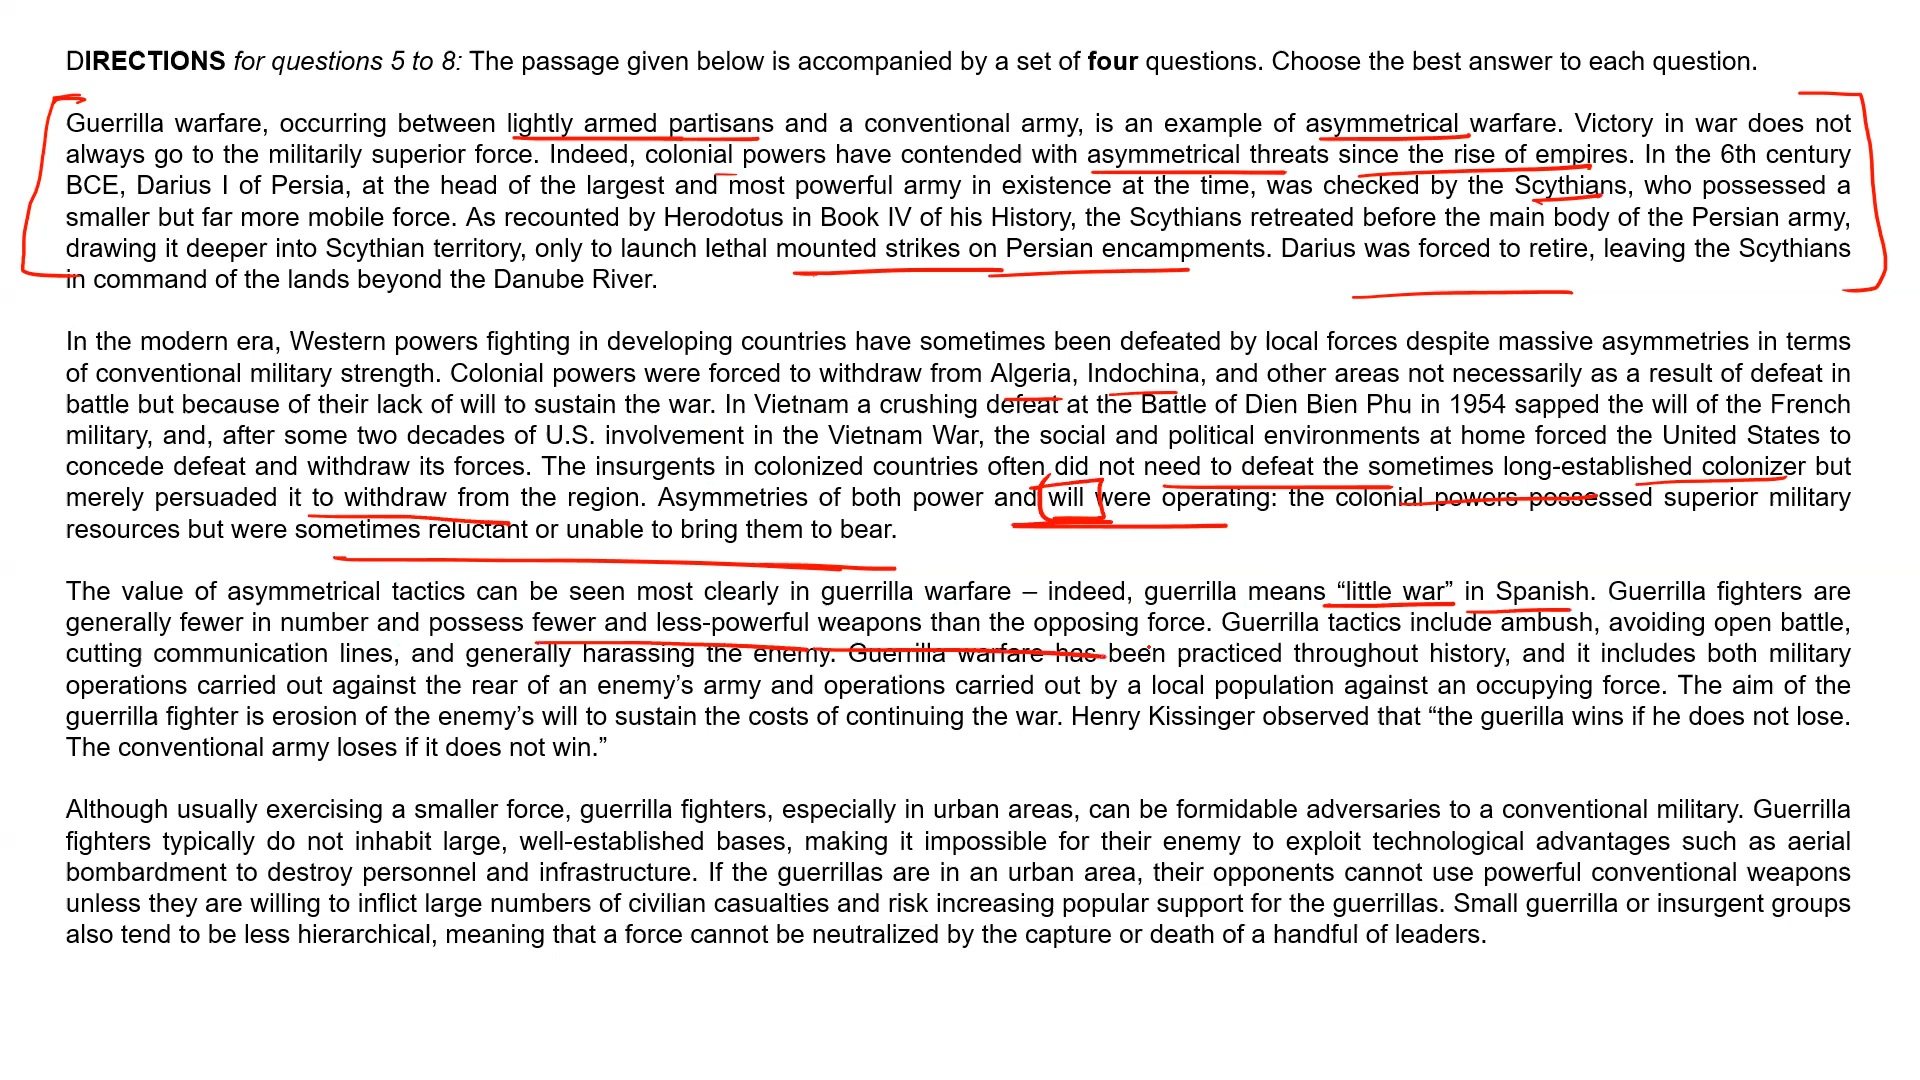 DIRECTIONS for questions 5 to 8: The passage given below is accompanied by a set of four questions. Choose the best answer to each question.
Guerrilla warfare, occurring between lightly armed partisans and a conventional army, is an example of asymmetrical warfare. Victory in war does not
always go to the militarily superior force. Indeed, colonial powers have contended with asymmetrical threats since the rise of empires. In the 6th century
BCE, Darius I of Persia, at the head of the largest and most powerful army in existence at the time, was checked by the Scythians, who possessed a
smaller but far more mobile force. As recounted by Herodotus in Book IV of his History, the Scythians retreated before the main body of the Persian army,
drawing it deeper into Scythian territory, only to launch lethal mounted strikes on Persian encampments. Darius was forced to retire, leaving the Scythians
in command of the lands beyond the Danube River.
In the modern era, Western powers fighting in developing countries have sometimes been defeated by local forces despite massive asymmetries in terms
of conventional military strength. Colonial powers were forced to withdraw from Algeria, Indochina, and other areas not necessarily as a result of defeat in
battle but because of their lack of will to sustain the war. In Vietnam a crushing defeat at the Battle of Dien Bien Phu in 1954 sapped the will of the French
military, and, after some two decades of U.S. involvement in the Vietnam War, the social and political environments at home forced the United States to
concede defeat and withdraw its forces. The insurgents in colonized countries often did not need to defeat the sometimes long-established colonizer but
merely persuaded it to withdraw from the region. Asymmetries of both power and will were operating: the colonial powers possessed superior military
resources but were sometimes reluctant or unable to bring them to bear.
The value of asymmetrical tactics can be seen most clearly in guerrilla warfare – indeed, guerrilla means “little war” in Spanish. Guerrilla fighters are
generally fewer in number and possess fewer and less-powerful weapons than the opposing force. Guerrilla tactics include ambush, avoiding open battle,
cutting communication lines, and generally harassing the enemy. Guerrilla warfare has been practiced throughout history, and it includes both military
operations carried out against the rear of an enemy’s army and operations carried out by a local population against an occupying force. The aim of the
guerrilla fighter is erosion of the enemy’s will to sustain the costs of continuing the war. Henry Kissinger observed that “the guerilla wins if he does not lose.
The conventional army loses if it does not win.”
Although usually exercising a smaller force, guerrilla fighters, especially in urban areas, can be formidable adversaries to a conventional military. Guerrilla
fighters typically do not inhabit large, well-established bases, making it impossible for their enemy to exploit technological advantages such as aerial
bombardment to destroy personnel and infrastructure. If the guerrillas are in an urban area, their opponents cannot use powerful conventional weapons
unless they are willing to inflict large numbers of civilian casualties and risk increasing popular support for the guerrillas. Small guerrilla or insurgent groups
also tend to be less hierarchical, meaning that a force cannot be neutralized by the capture or death of a handful of leaders.